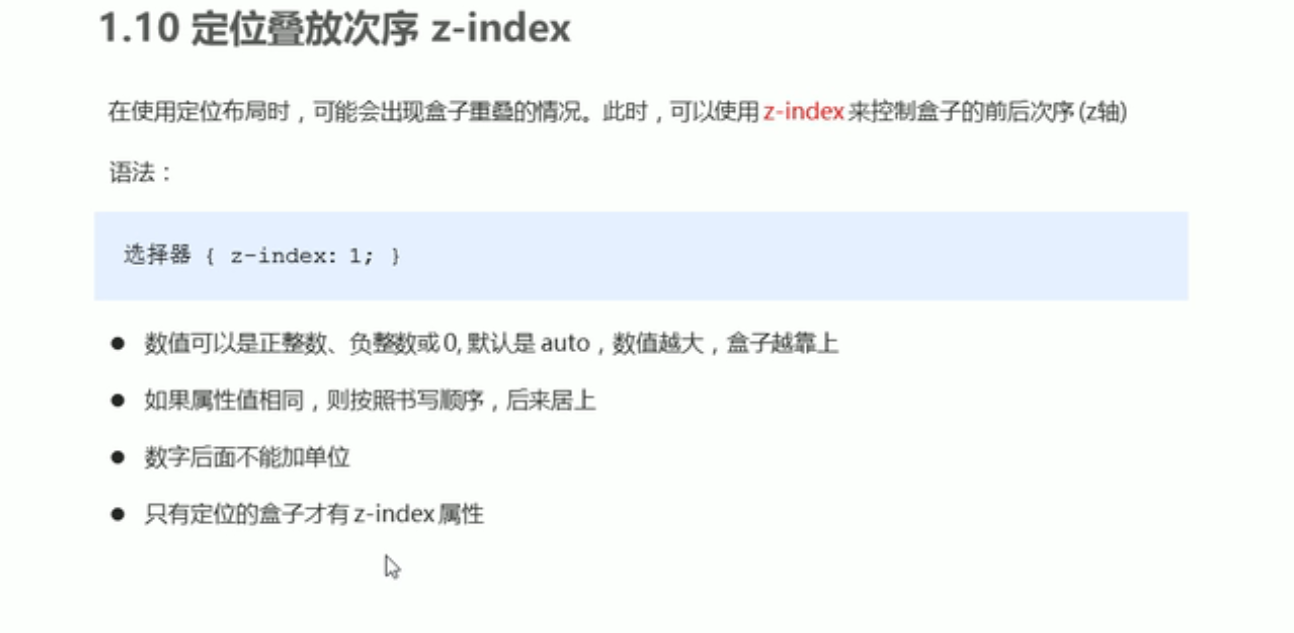 1.10 定位叠放次序 z-index
在使用定位布局时，可能会出现盒子重叠的情况。此时，可以使用 z-index 来控制盒子的前后次序 (z轴)
语法：
选择器 { z-index: 1; }
● 数值可以是正整数、负整数或 0, 默认是 auto，数值越大，盒子越靠上
● 如果属性值相同，则按照书写顺序，后来居上
● 数字后面不能加单位
● 只有定位的盒子才有 z-index 属性